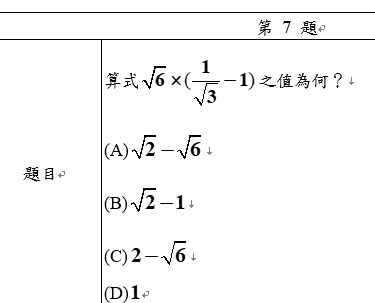 第 7 題
題目
算式√6×(1/√3−1)之值為何？
(A)√2−√6
(B)√2−1
(C)2−√6
(D)1